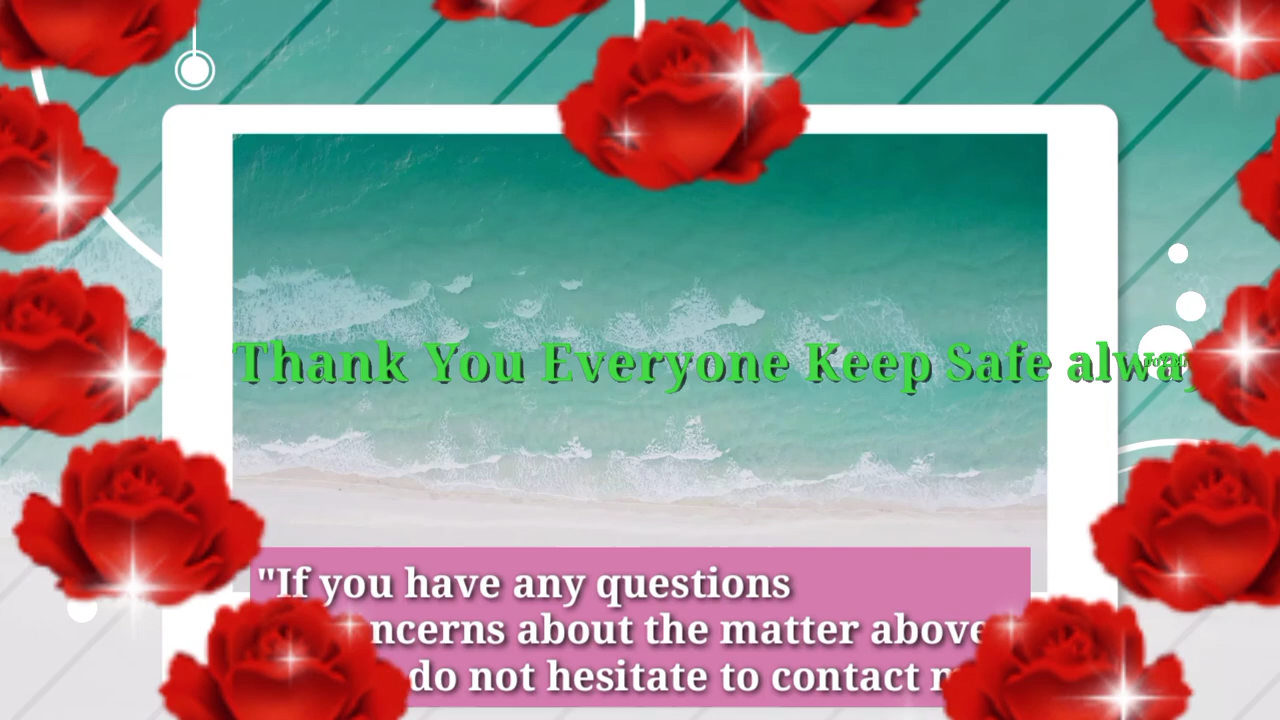 Thank You Everyone Keep Safe alway
"If you have any questions
ncerns about the matter above
do not hesitate to contact